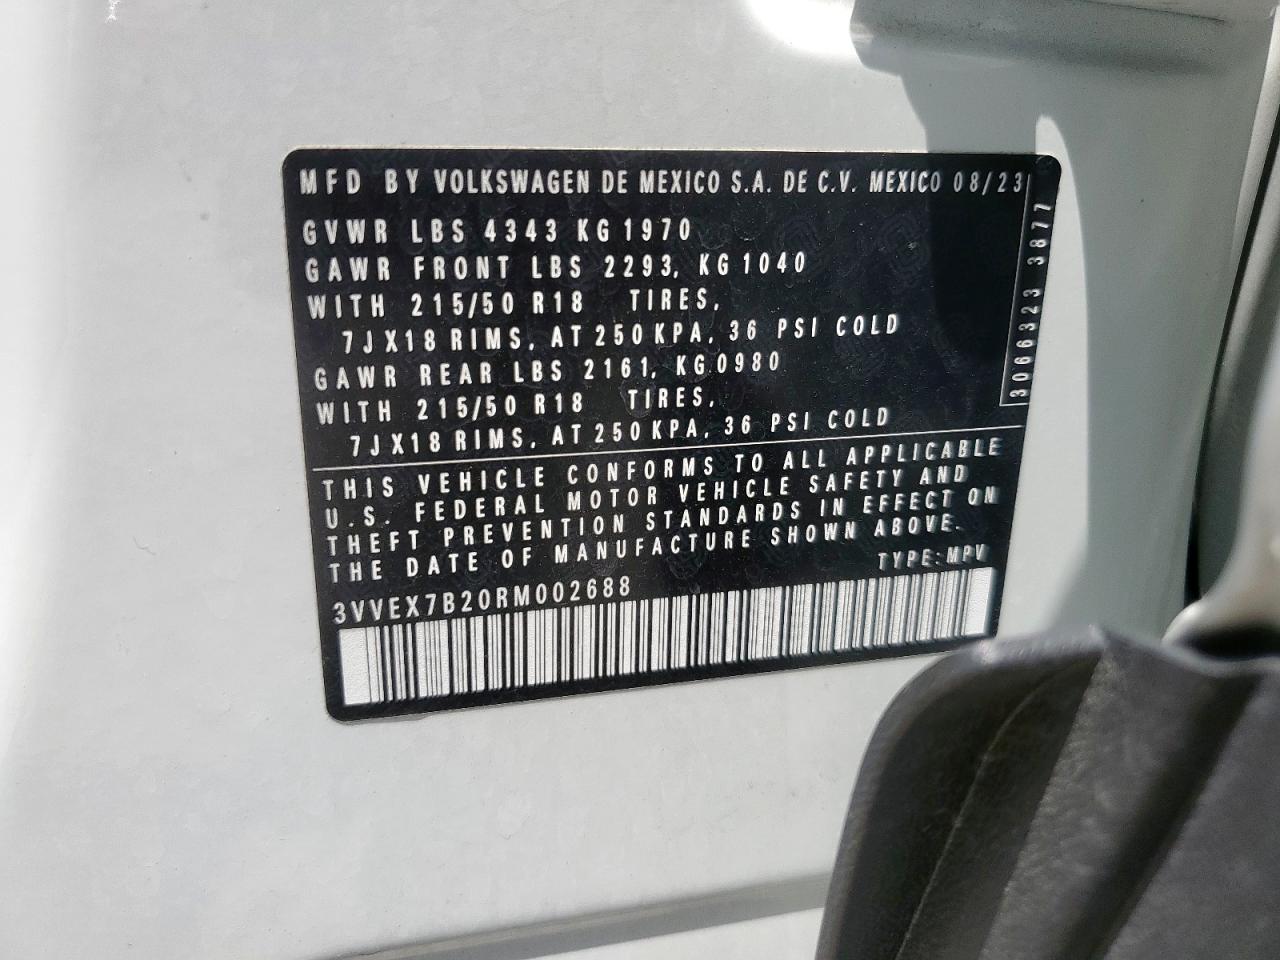 MFD BY VOLKSWAGEN DE MEXICO S.A. DE C.V. MEXICO 08/23
GVWR LBS 4343 KG 1970
GAWR FRONT LBS 2293, KG 1040
WITH 215/50 R18 TIRES,
7JX18 RIMS, AT 250 KPA, 36 PSI COLD
GAWR REAR LBS 2161, KG 0980
WITH 215/50 R18 TIRES,
7JX18 RIMS, AT 250 KPA, 36 PSI COLD
3066323 3877
THIS VEHICLE CONFORMS TO ALL APPLICABLE
U.S. FEDERAL MOTOR VEHICLE SAFETY AND
THEFT PREVENTION STANDARDS IN EFFECT ON
THE DATE OF MANUFACTURE SHOWN ABOVE.
TYPE: MPV
3VVEX7B20RM002688